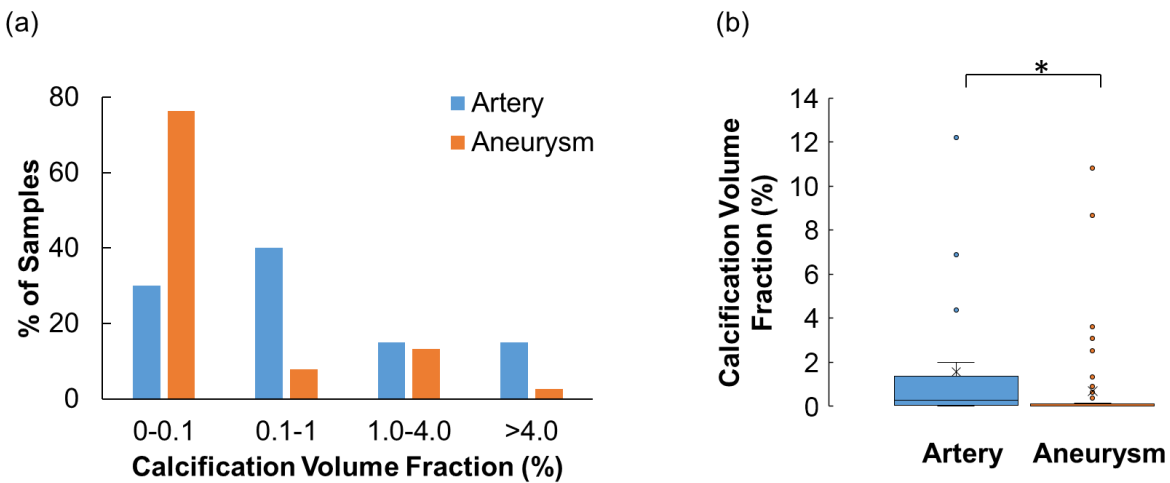 (a)
80
60
40
20
0
% of Samples
Artery
Aneurysm
0-0.1
0.1-1
1.0-4.0
>4.0
Calcification Volume Fraction (%)
(b)
*
Calcification Volume
Fraction (%)
14
12
10
8
6
4
2
0
Artery
Aneurysm